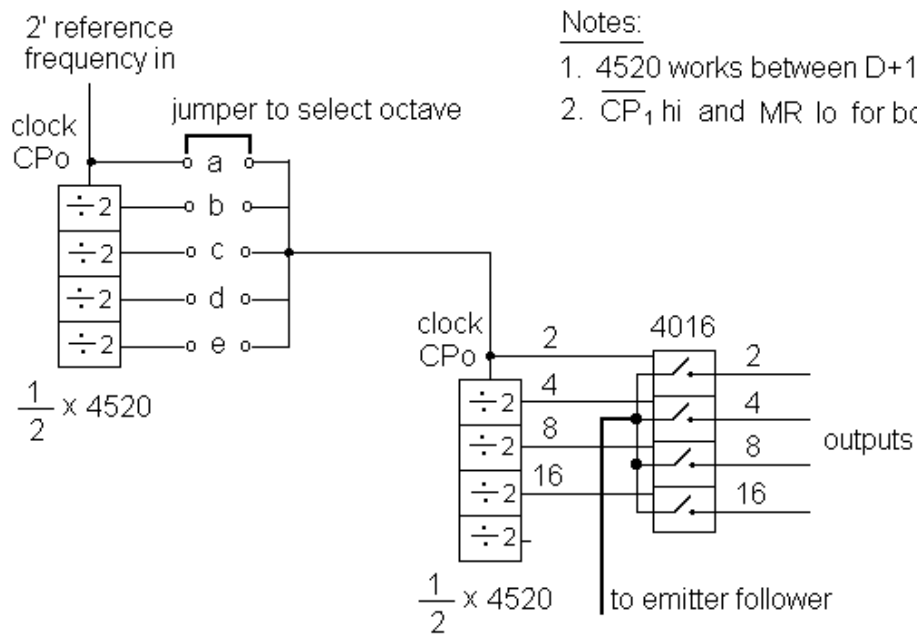 2' reference
frequency in
Notes:
1. 4520 works between D+1
2. C̅P̅₁ hi and MR lo for bo
jumper to select octave
clock
CPo
a
÷2
b
÷2
c
÷2
d
÷2
e
1/2 x 4520
clock
CPo
2
4016
2
÷2
4
4
÷2
8
8
outputs
÷2
16
16
÷2
1/2 x 4520
to emitter follower